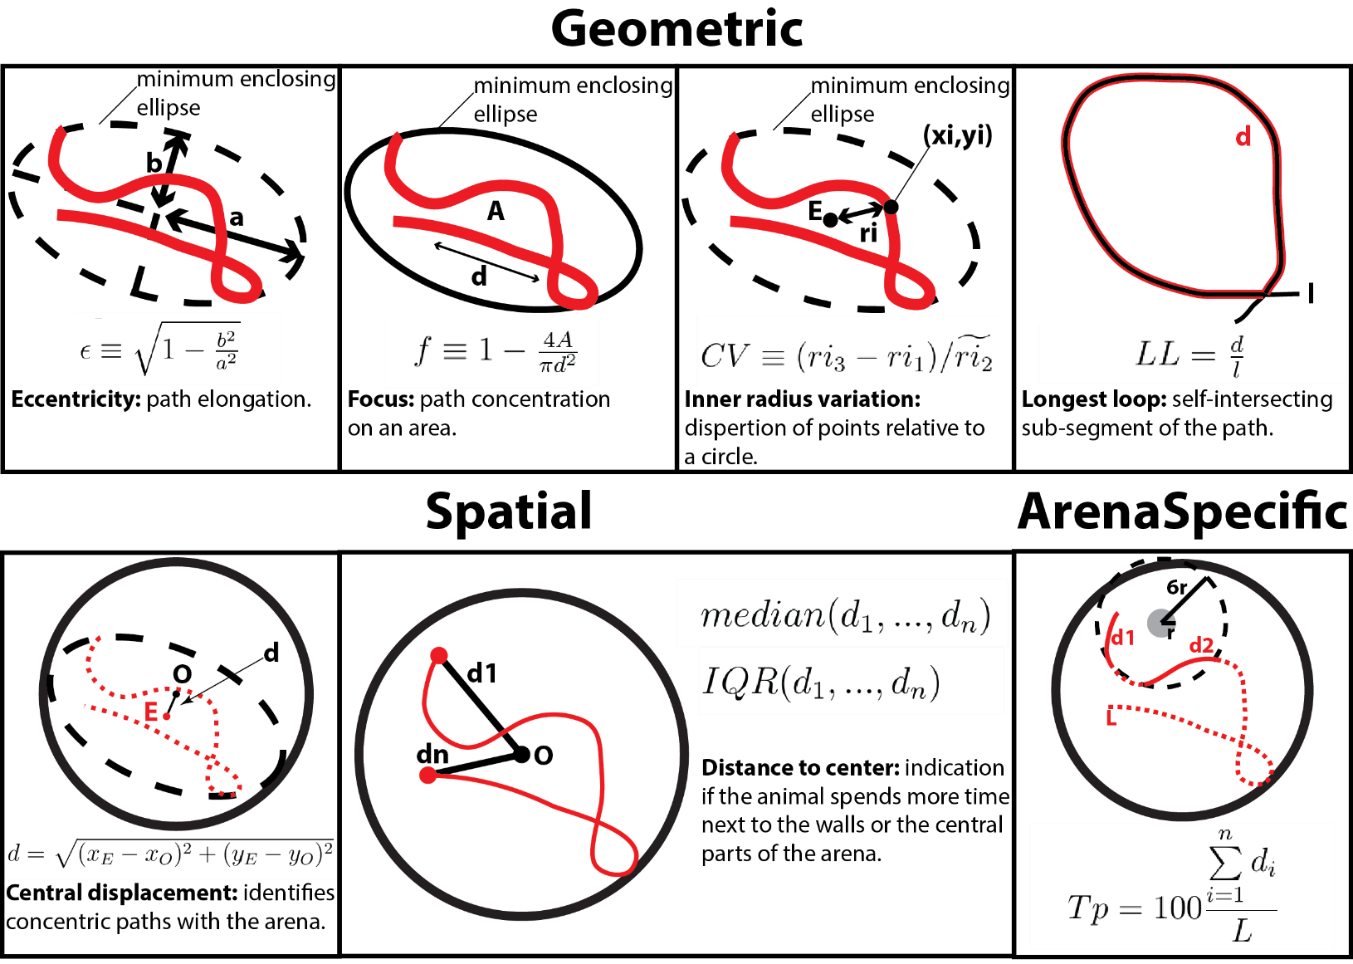 Geometric
minimum enclosing
ellipse
b
a
ϵ ≡ √(1 − b²/a²)
Eccentricity: path elongation.
minimum enclosing
ellipse
A
d
f ≡ 1 − 4A/πd²
Focus: path concentration
on an area.
minimum enclosing
ellipse
(xi,yi)
E
ri
CV ≡ (ri₃ − ri₁)/r̃i₂
Inner radius variation:
dispertion of points relative to
a circle.
d
l
LL = d/l
Longest loop: self-intersecting
sub-segment of the path.
Spatial
O
d
E
d = √((x_E − x_O)² + (y_E − y_O)²)
Central displacement: identifies
concentric paths with the arena.
d1
dn
O
median(d₁, ..., dₙ)
IQR(d₁, ..., dₙ)
Distance to center: indication
if the animal spends more time
next to the walls or the central
parts of the arena.
ArenaSpecific
6r
r
d1
d2
L
Tp = 100 ∑ⁿᵢ₌₁ dᵢ / L